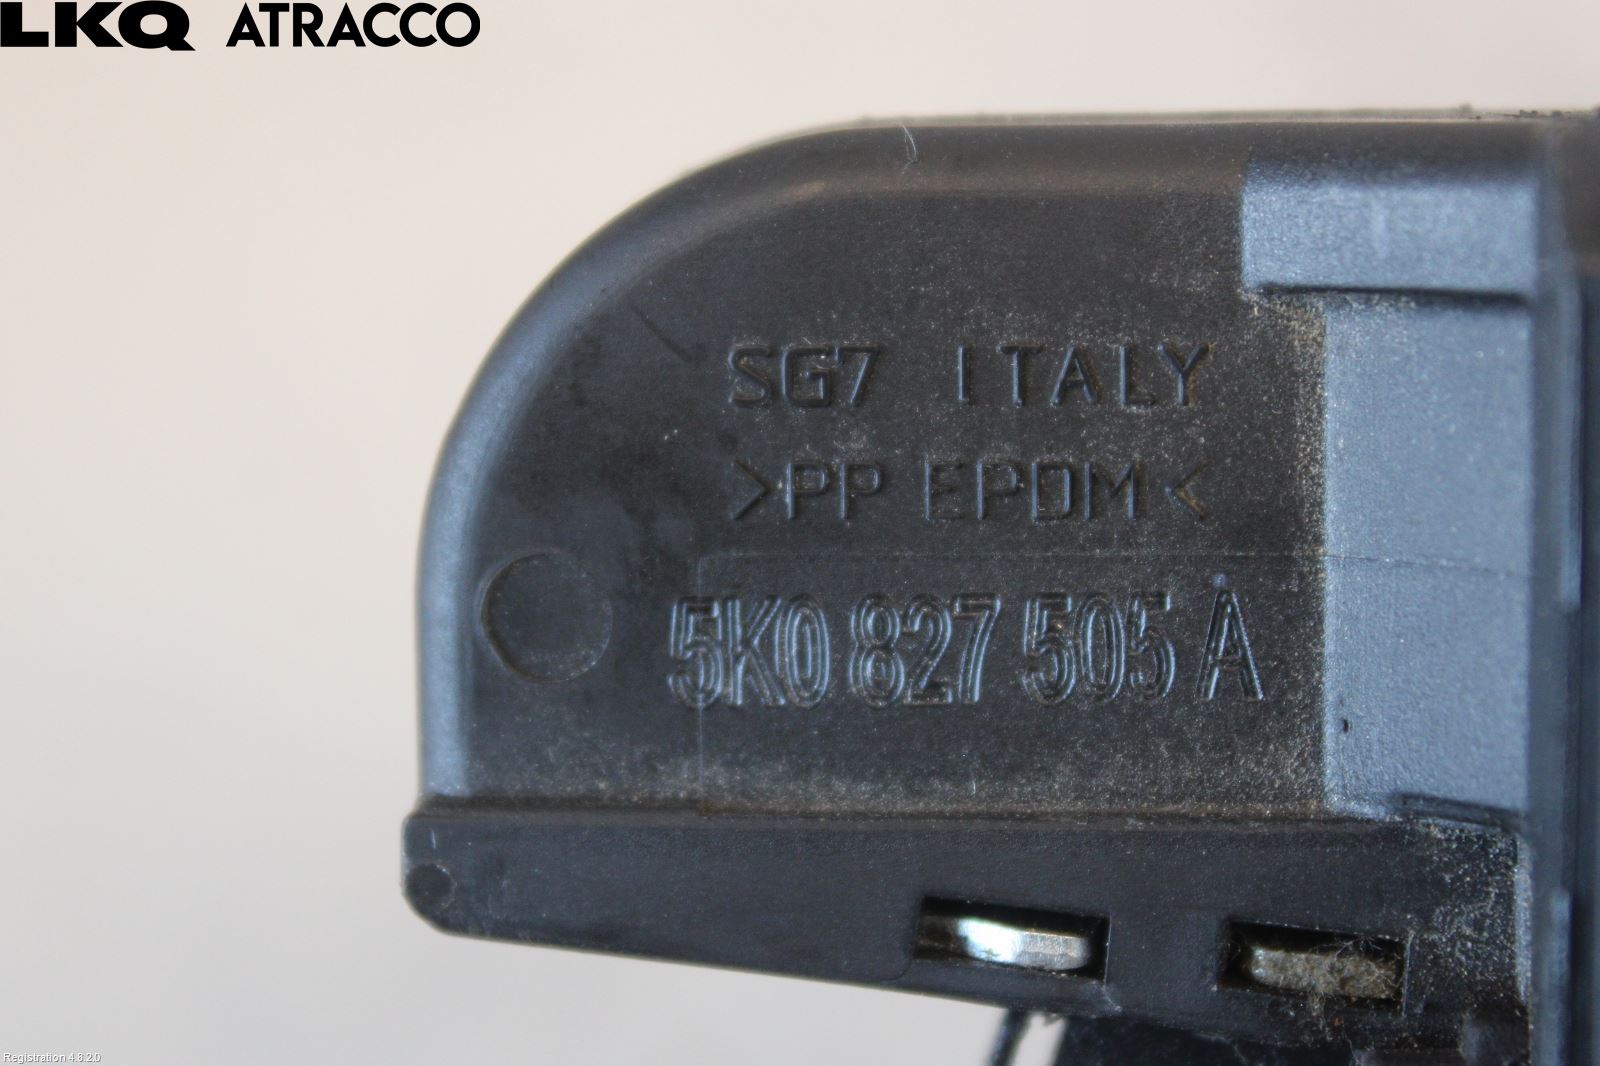 LKQ ATRACCO
SG7 ITALY
>PP EPDM<
5K0 827 505 A
Registration 4.8.2.0